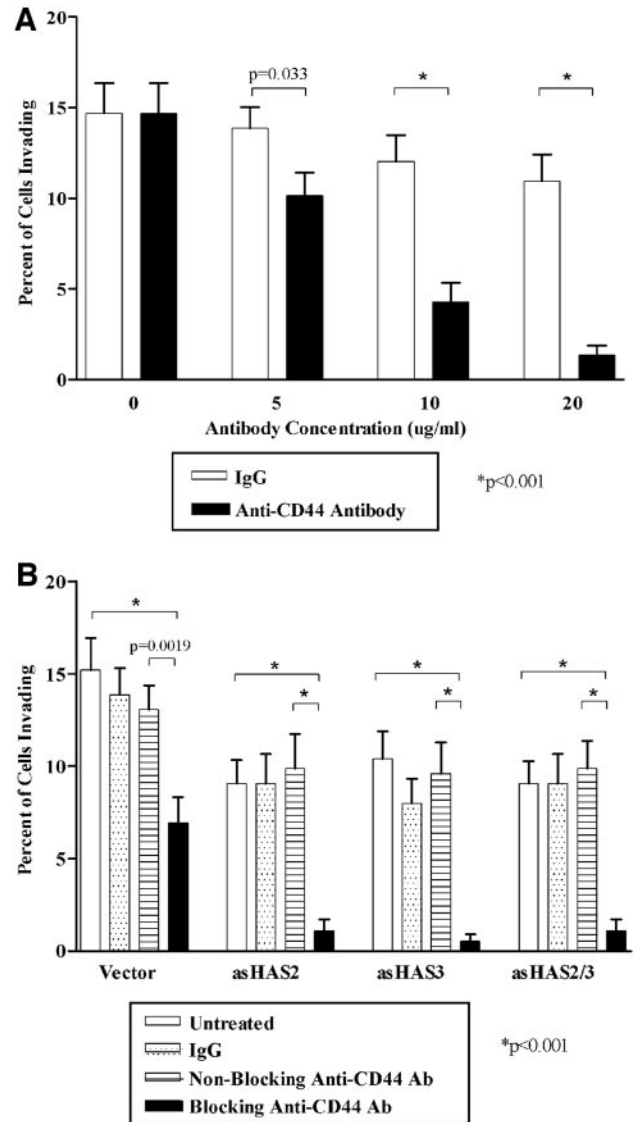 A
20
15
10
5
0
Percent of Cells Invading
p=0.033
*
*
0 5 10 20
Antibody Concentration (ug/ml)
IgG
Anti-CD44 Antibody
*p<0.001
B
20
15
10
5
0
Percent of Cells Invading
*
p=0.0019
*
*
*
*
*
*
Vector asHAS2 asHAS3 asHAS2/3
Untreated
IgG
Non-Blocking Anti-CD44 Ab
Blocking Anti-CD44 Ab
*p<0.001